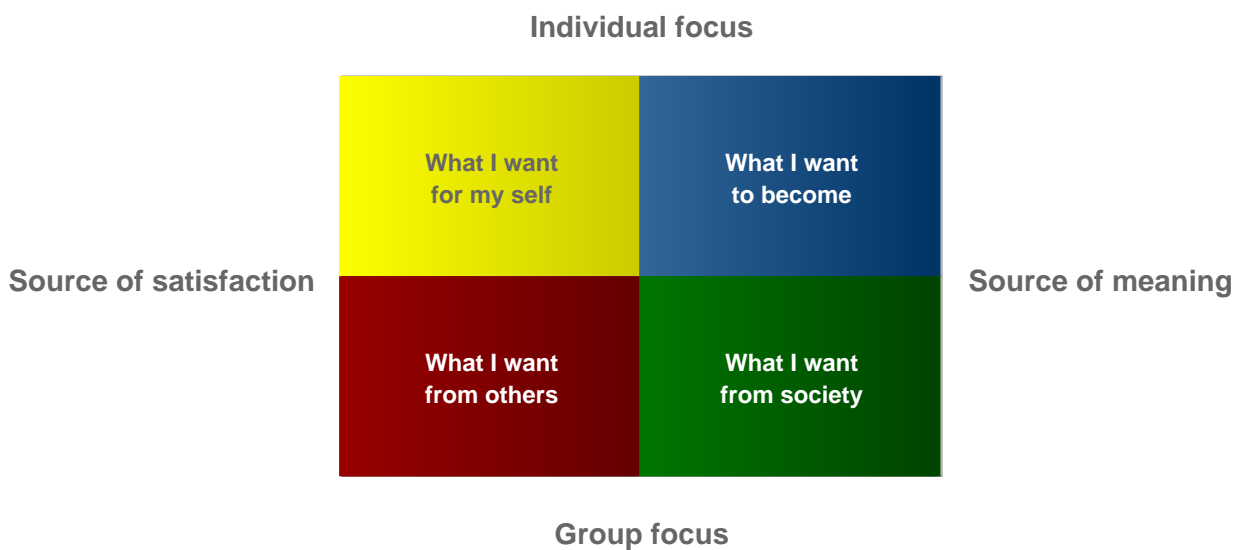 Individual focus
What I want
for my self
What I want
to become
Source of satisfaction
Source of meaning
What I want
from others
What I want
from society
Group focus